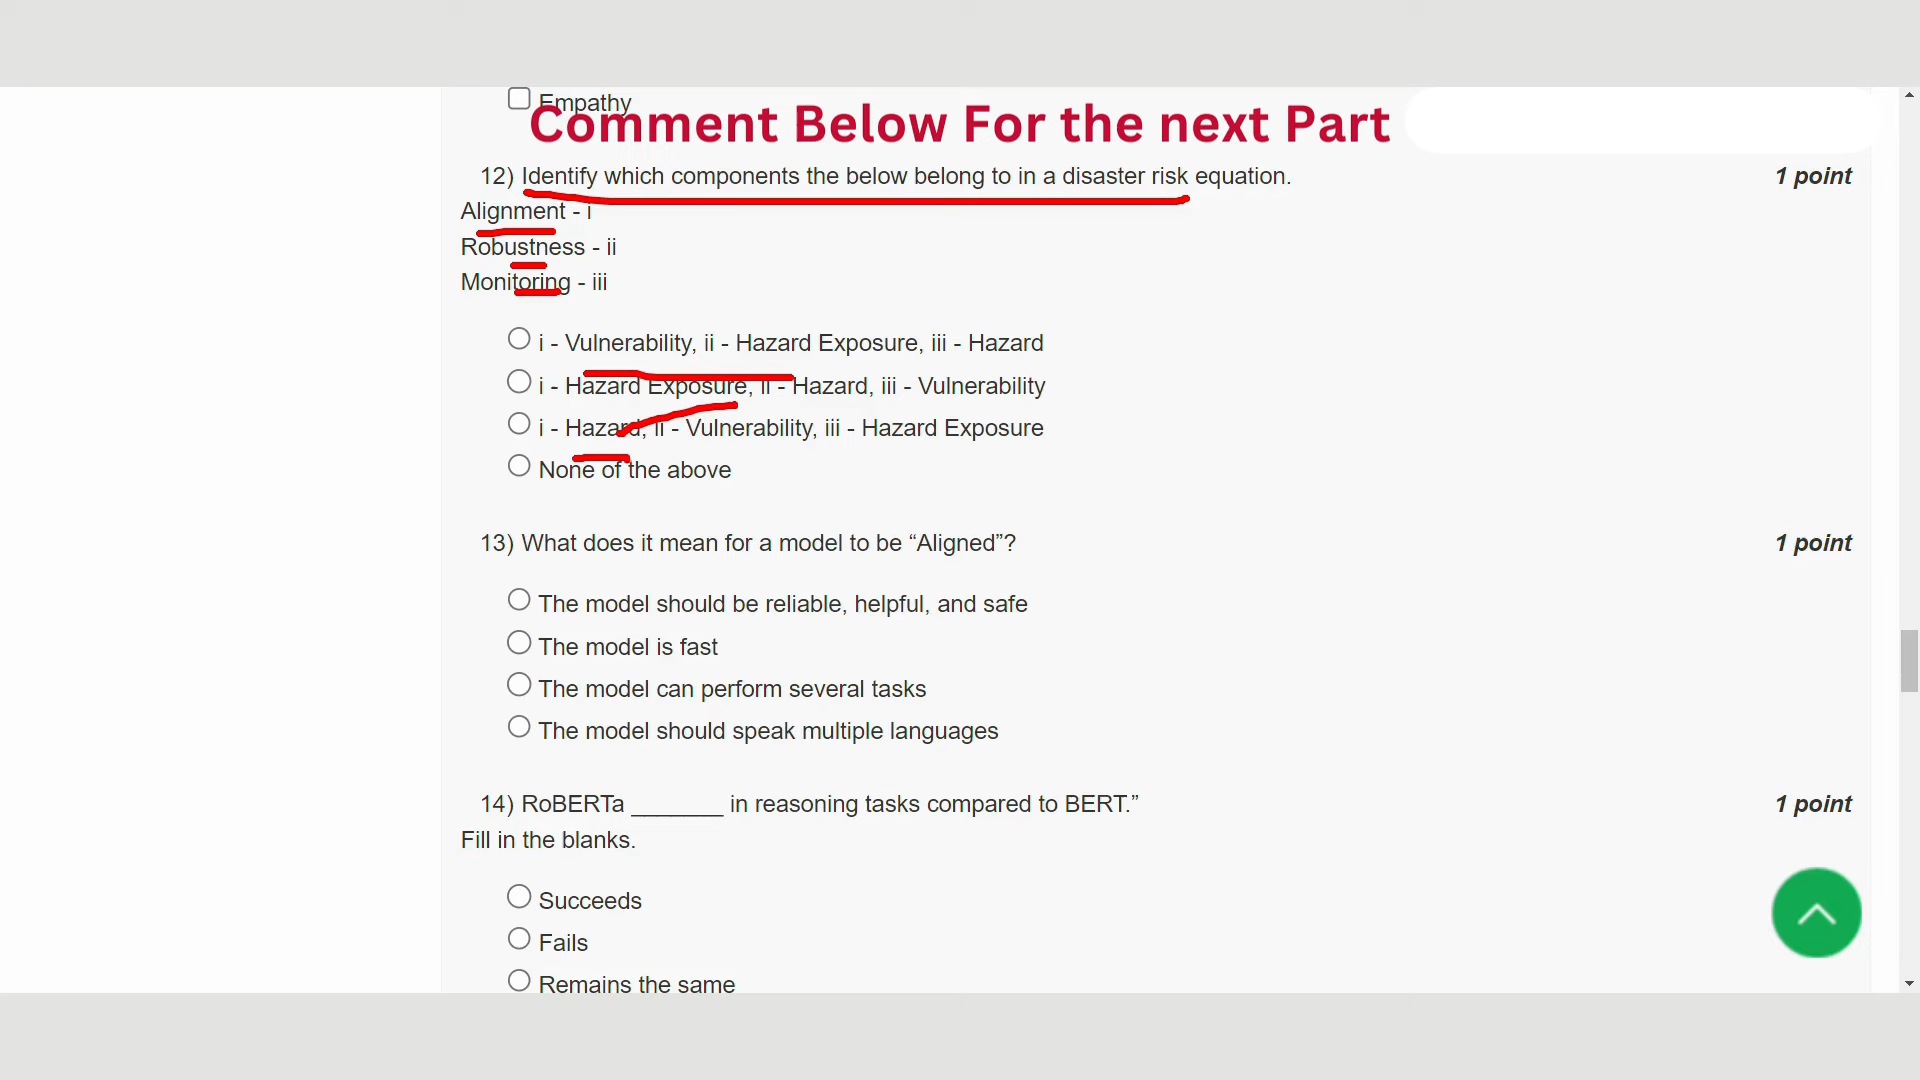 Empathy
Comment Below For the next Part
12) Identify which components the below belong to in a disaster risk equation. 1 point
Alignment - i
Robustness - ii
Monitoring - iii
i - Vulnerability, ii - Hazard Exposure, iii - Hazard
i - Hazard Exposure, ii - Hazard, iii - Vulnerability
i - Hazard, ii - Vulnerability, iii - Hazard Exposure
None of the above
13) What does it mean for a model to be “Aligned”? 1 point
The model should be reliable, helpful, and safe
The model is fast
The model can perform several tasks
The model should speak multiple languages
14) RoBERTa _______ in reasoning tasks compared to BERT.” 1 point
Fill in the blanks.
Succeeds
Fails
Remains the same